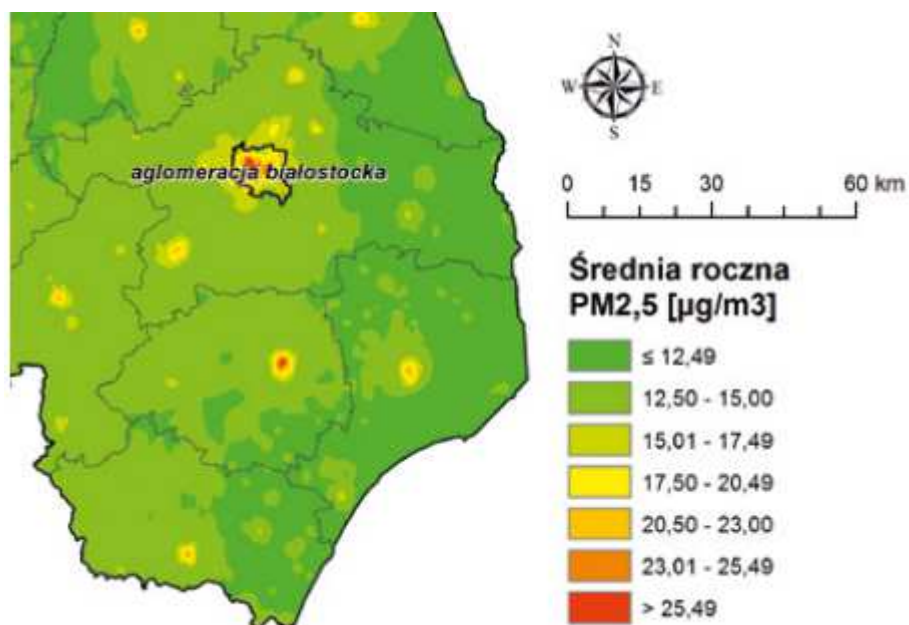 aglomeracja białostocka
N
W E
S
0 15 30 60 km
Średnia roczna
PM2,5 [µg/m3]
≤ 12,49
12,50 - 15,00
15,01 - 17,49
17,50 - 20,49
20,50 - 23,00
23,01 - 25,49
> 25,49